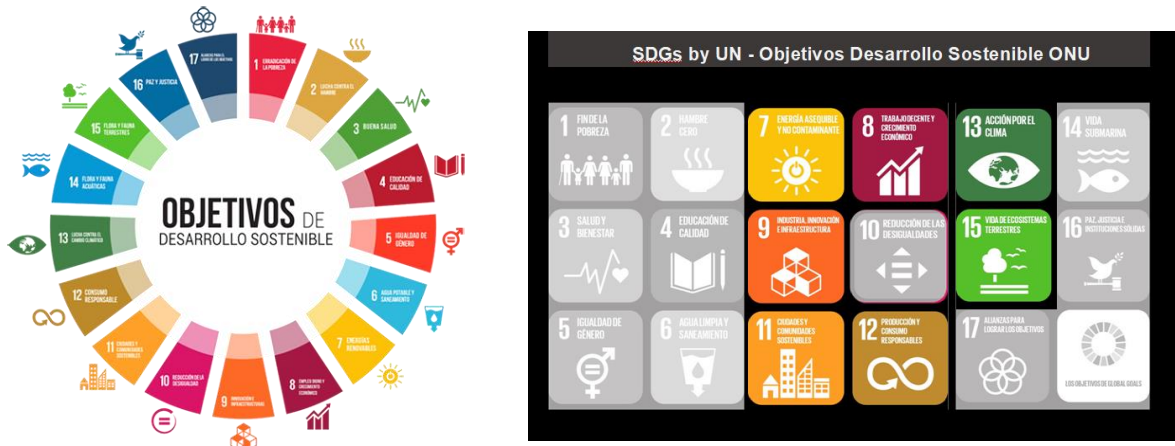 OBJETIVOS DE
DESARROLLO SOSTENIBLE
1 ERRADICACIÓN DE
LA POBREZA
2 LUCHA CONTRA EL
HAMBRE
3 BUENA SALUD
4 EDUCACIÓN DE
CALIDAD
5 IGUALDAD DE
GÉNERO
6 AGUA POTABLE Y
SANEAMIENTO
7 ENERGÍAS
RENOVABLES
8 EMPLEO DIGNO Y
CRECIMIENTO
ECONÓMICO
9 INNOVACIÓN E
INFRAESTRUCTURAS
10 REDUCCIÓN DE LA
DESIGUALDAD
11 CIUDADES Y
COMUNIDADES
SOSTENIBLES
12 CONSUMO
RESPONSABLE
13 LUCHA CONTRA EL
CAMBIO CLIMÁTICO
14 FLORA Y FAUNA
ACUÁTICAS
15 FLORA Y FAUNA
TERRESTRES
16 PAZ Y JUSTICIA
17 ALIANZAS PARA EL
LOGRO DE LOS OBJETIVOS
SDGs by UN - Objetivos Desarrollo Sostenible ONU
1 FIN DE LA
POBREZA
2 HAMBRE
CERO
7 ENERGÍA ASEQUIBLE
Y NO CONTAMINANTE
8 TRABAJO DECENTE Y
CRECIMIENTO
ECONÓMICO
13 ACCIÓN POR EL
CLIMA
14 VIDA
SUBMARINA
3 SALUD Y
BIENESTAR
4 EDUCACIÓN DE
CALIDAD
9 INDUSTRIA, INNOVACIÓN
E INFRAESTRUCTURA
10 REDUCCIÓN DE LAS
DESIGUALDADES
15 VIDA DE ECOSISTEMAS
TERRESTRES
16 PAZ, JUSTICIA E
INSTITUCIONES SÓLIDAS
5 IGUALDAD DE
GÉNERO
6 AGUA LIMPIA Y
SANEAMIENTO
11 CIUDADES Y
COMUNIDADES
SOSTENIBLES
12 PRODUCCIÓN Y
CONSUMO
RESPONSABLES
17 ALIANZAS PARA
LOGRAR LOS OBJETIVOS
LOS OBJETIVOS DE GLOBAL GOALS